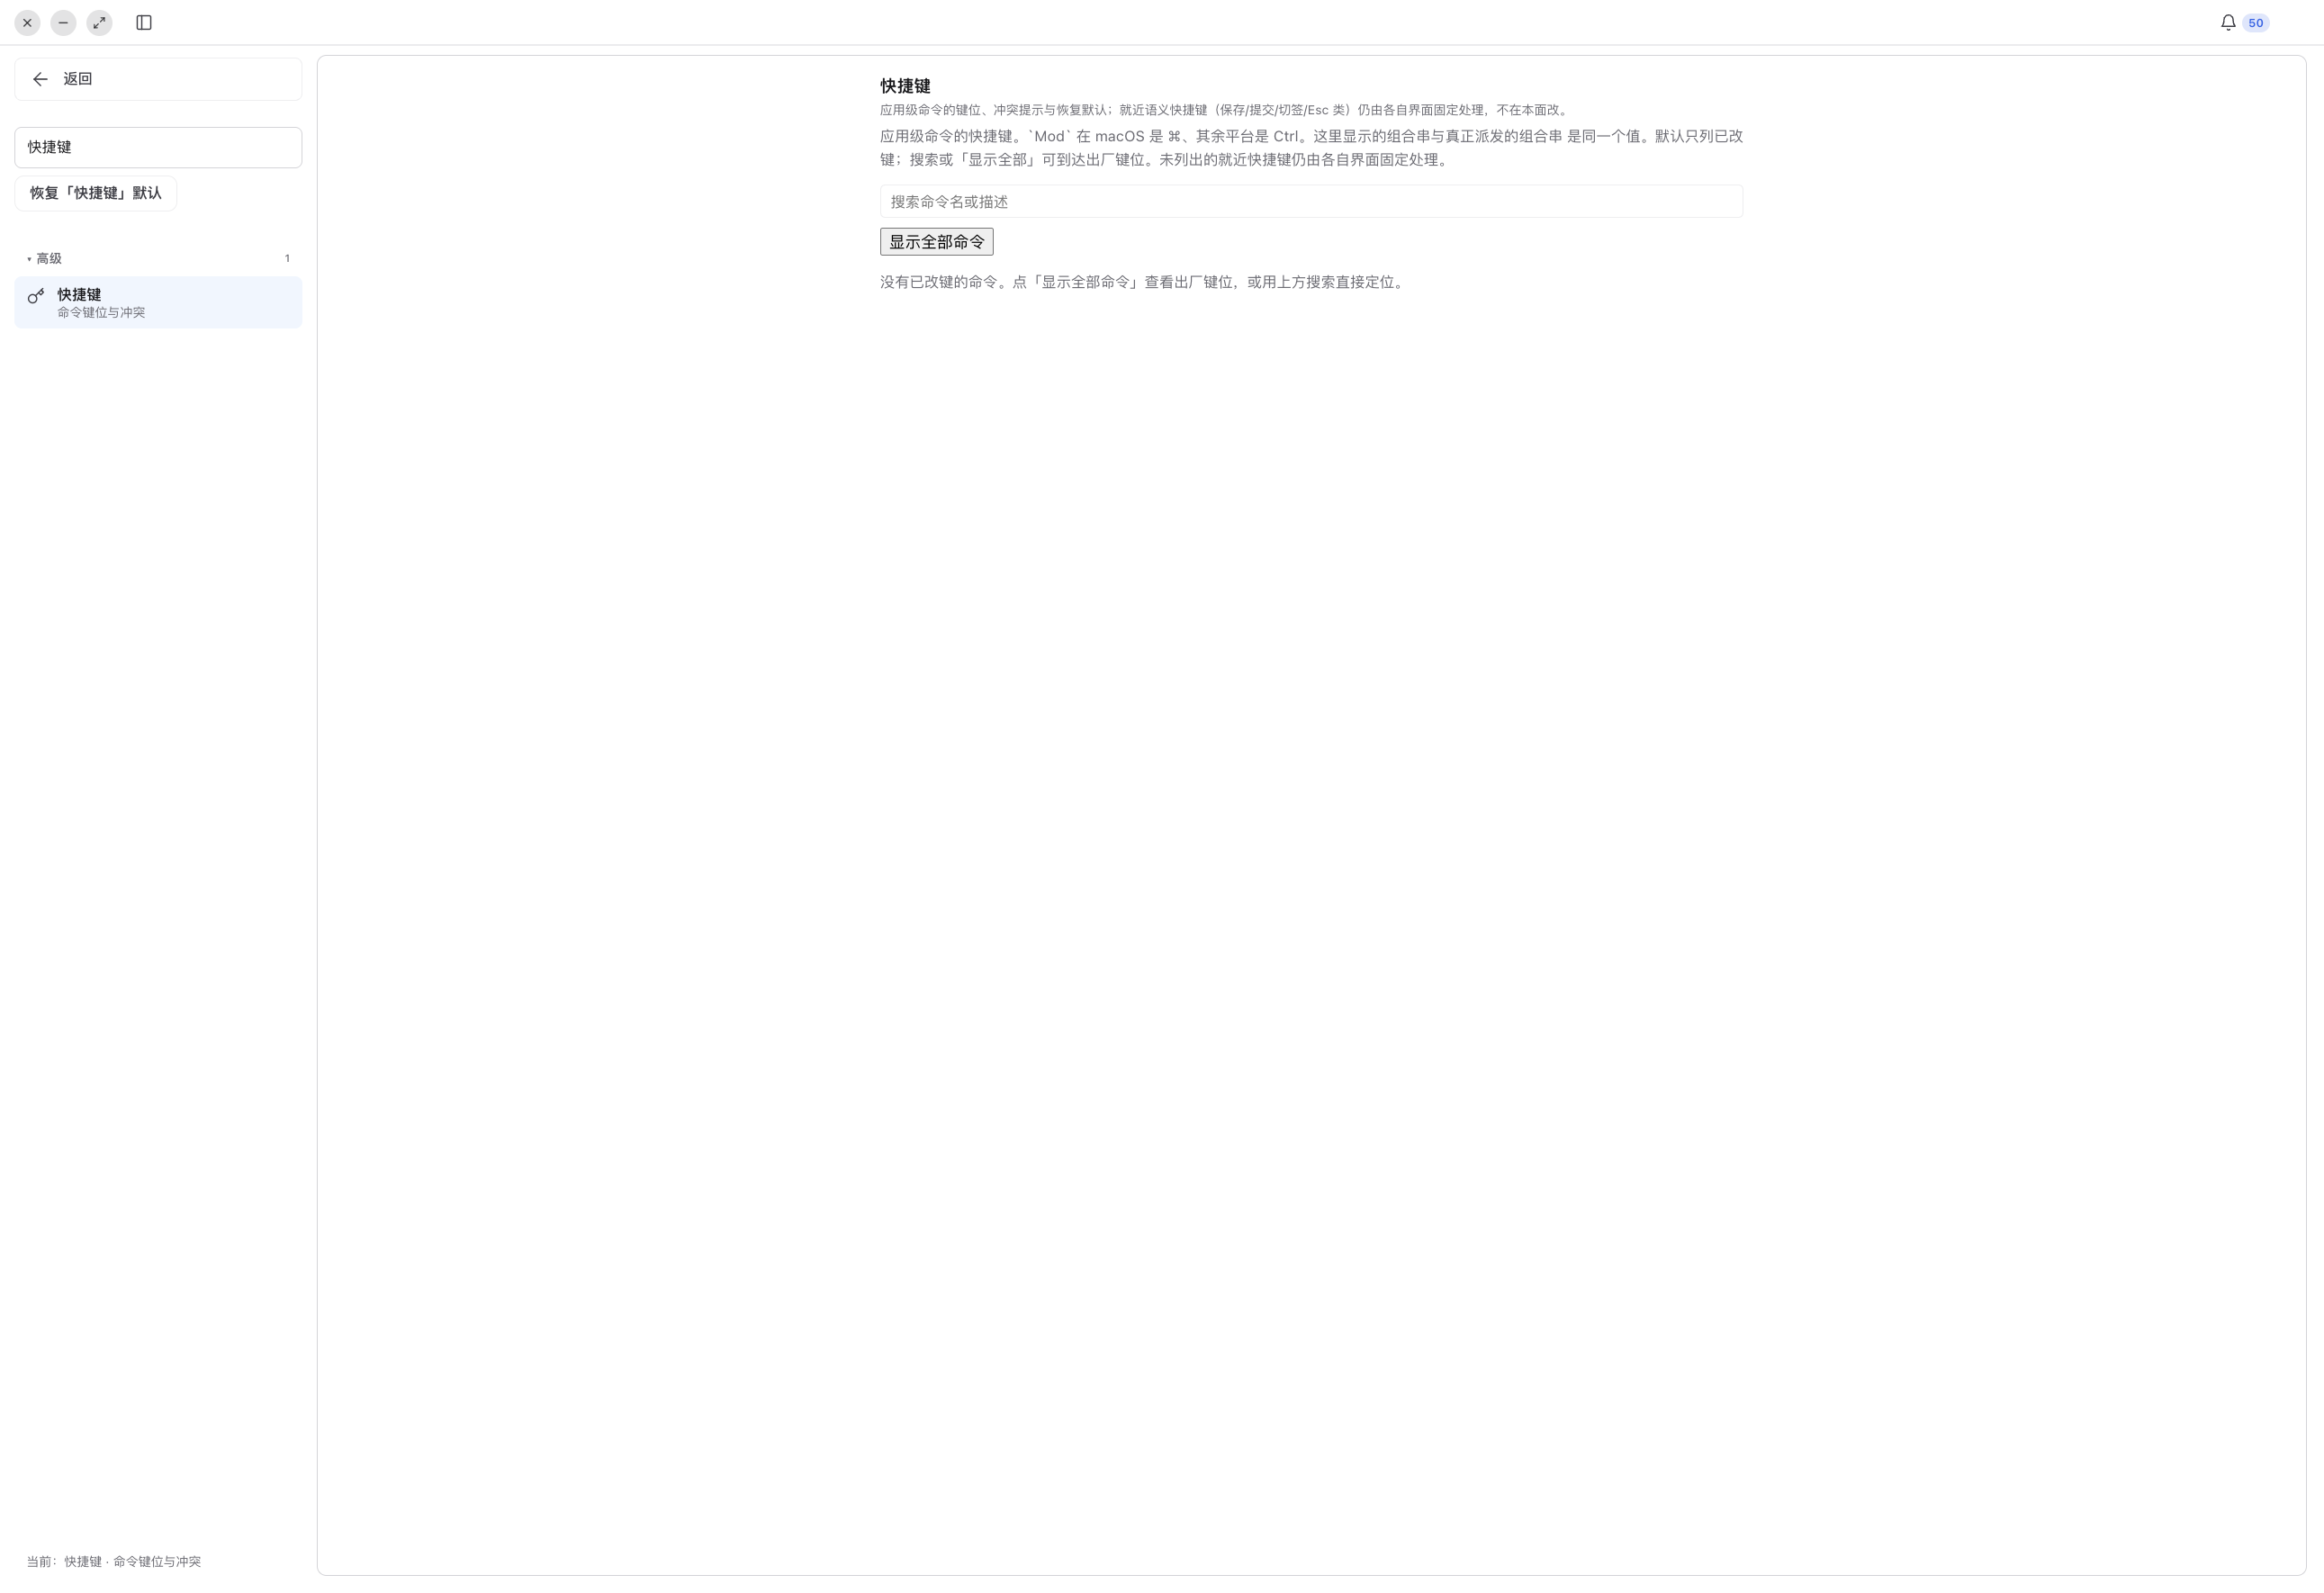 50
返回
快捷键
恢复「快捷键」默认
▾ 高级 1
快捷键
命令键位与冲突
当前：快捷键 · 命令键位与冲突
快捷键
应用级命令的键位、冲突提示与恢复默认；就近语义快捷键（保存/提交/切签/Esc 类）仍由各自界面固定处理，不在本面改。
应用级命令的快捷键。`Mod` 在 macOS 是 ⌘、其余平台是 Ctrl。这里显示的组合串与真正派发的组合串 是同一个值。默认只列已改
键；搜索或「显示全部」可到达出厂键位。未列出的就近快捷键仍由各自界面固定处理。
搜索命令名或描述
显示全部命令
没有已改键的命令。点「显示全部命令」查看出厂键位，或用上方搜索直接定位。